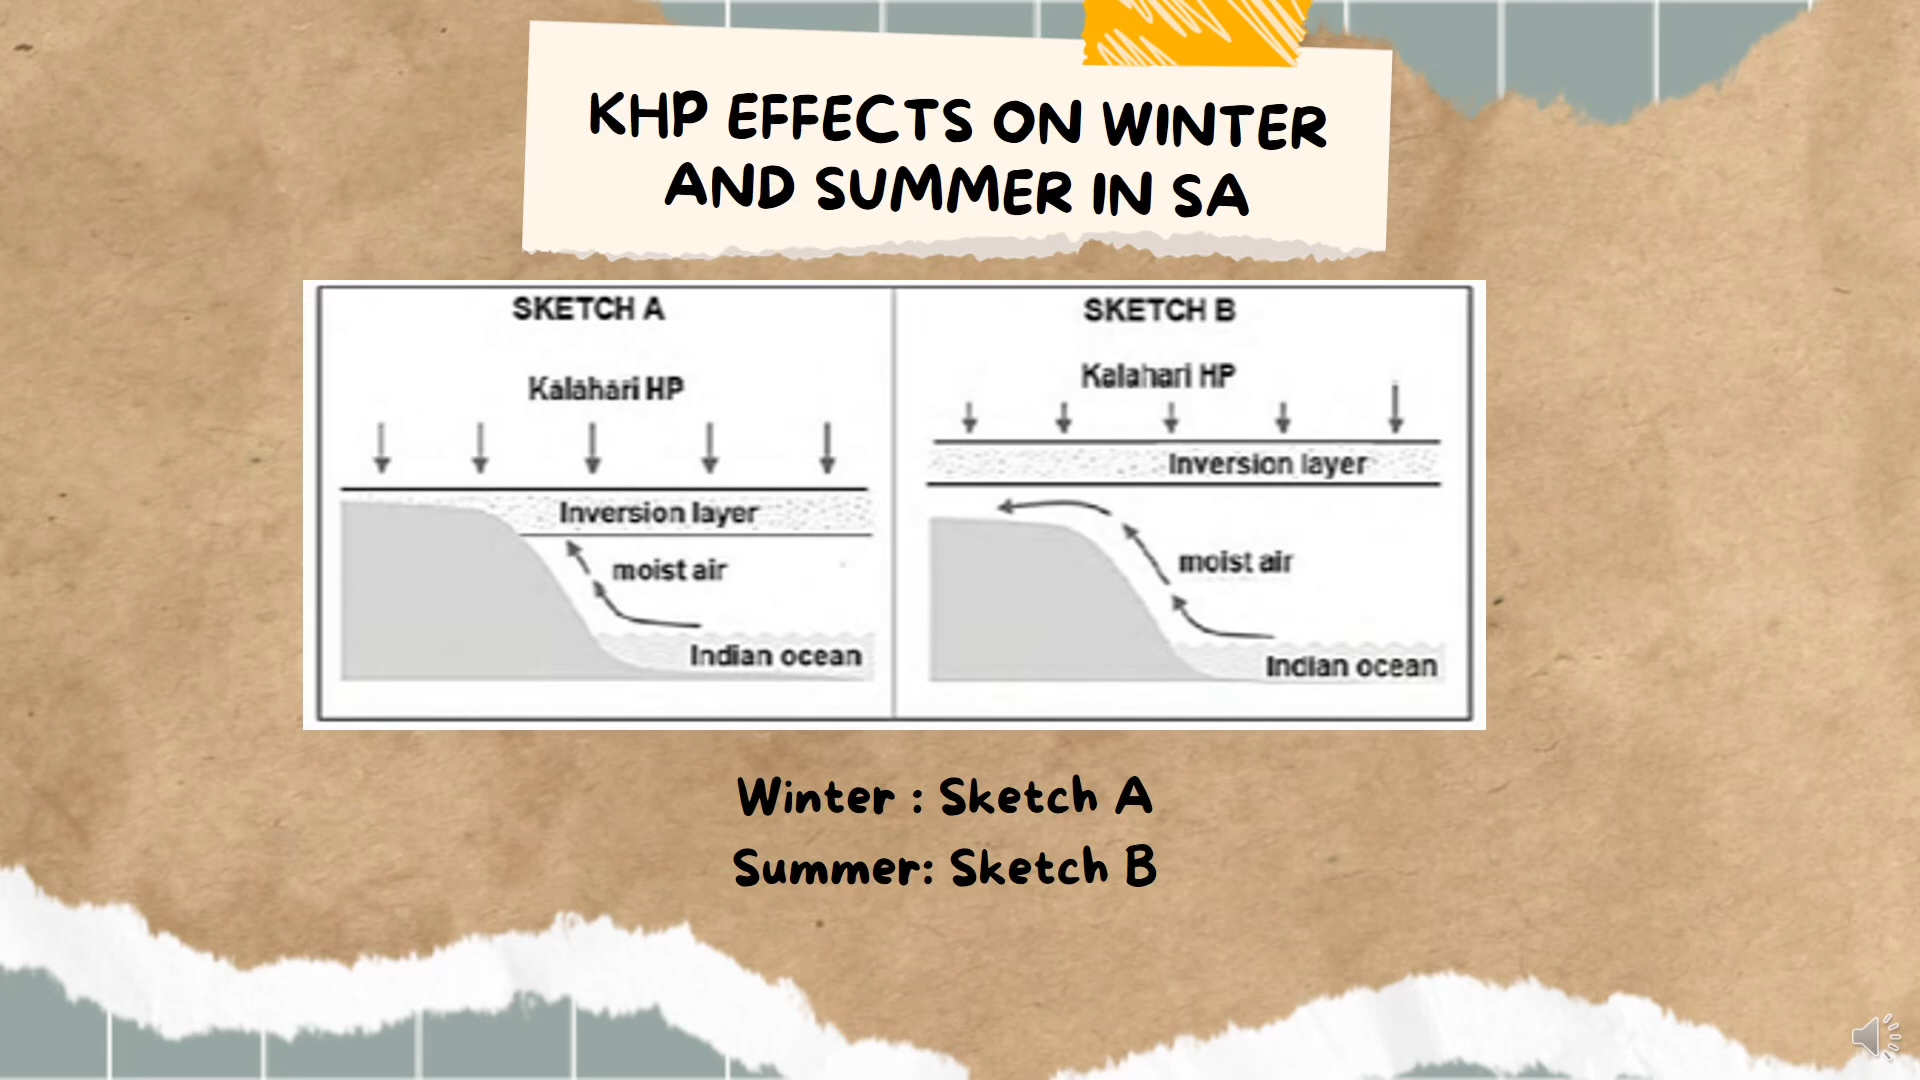 KHP EFFECTS ON WINTER
AND SUMMER IN SA
SKETCH A
Kalahari HP
Inversion layer
moist air
Indian ocean
SKETCH B
Kalahari HP
Inversion layer
moist air
Indian ocean
Winter : Sketch A
Summer: Sketch B